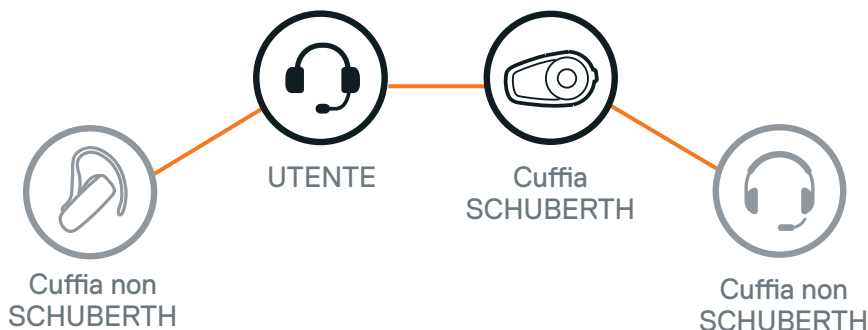 UTENTE
Cuffia
SCHUBERTH
Cuffia non
SCHUBERTH
Cuffia non
SCHUBERTH